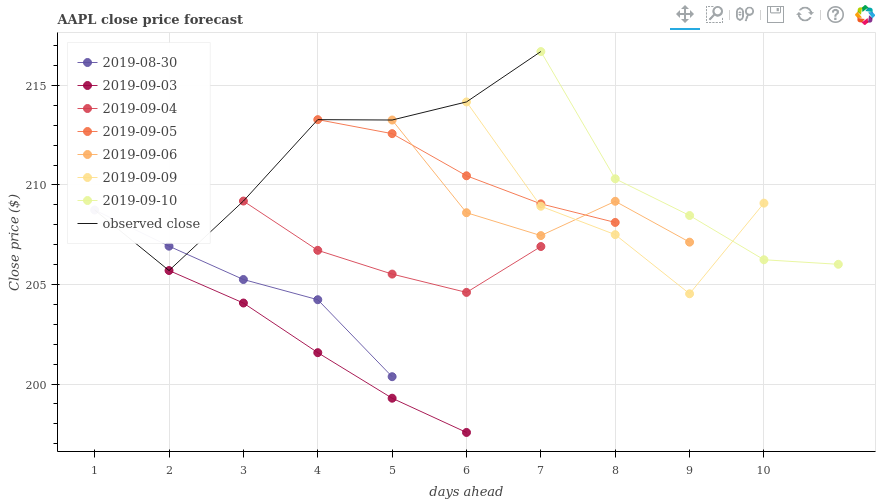 AAPL close price forecast
2019-08-30
2019-09-03
2019-09-04
2019-09-05
2019-09-06
2019-09-09
2019-09-10
observed close
Close price ($)
215
210
205
200
1 2 3 4 5 6 7 8 9 10
days ahead